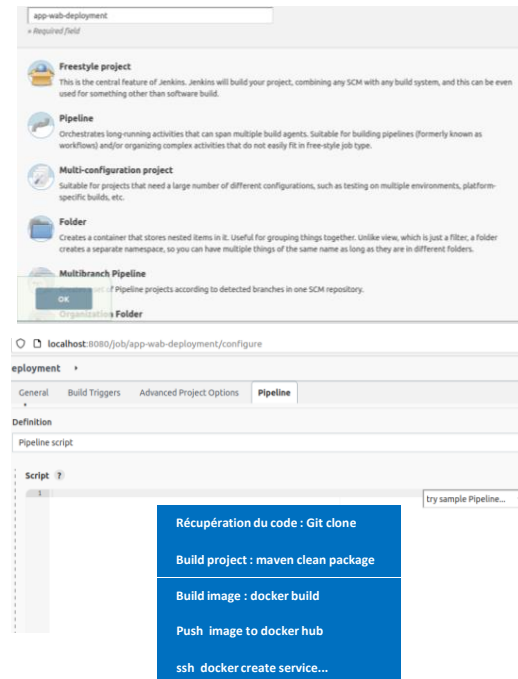 app-wab-deployment
» Required field
Freestyle project
This is the central feature of Jenkins. Jenkins will build your project, combining any SCM with any build system, and this can be even
used for something other than software build.
Pipeline
Orchestrates long-running activities that can span multiple build agents. Suitable for building pipelines (formerly known as
workflows) and/or organizing complex activities that do not easily fit in free-style job type.
Multi-configuration project
Suitable for projects that need a large number of different configurations, such as testing on multiple environments, platform-
specific builds, etc.
Folder
Creates a container that stores nested items in it. Useful for grouping things together. Unlike view, which is just a filter, a folder
creates a separate namespace, so you can have multiple things of the same name as long as they are in different folders.
Multibranch Pipeline
of Pipeline projects according to detected branches in one SCM repository.
OK
Organization Folder
localhost:8080/job/app-wab-deployment/configure
eployment
General Build Triggers Advanced Project Options Pipeline
Definition
Pipeline script
Script ?
1
try sample Pipeline...
Récupération du code : Git clone
Build project : maven clean package
Build image : docker build
Push image to docker hub
ssh docker create service...